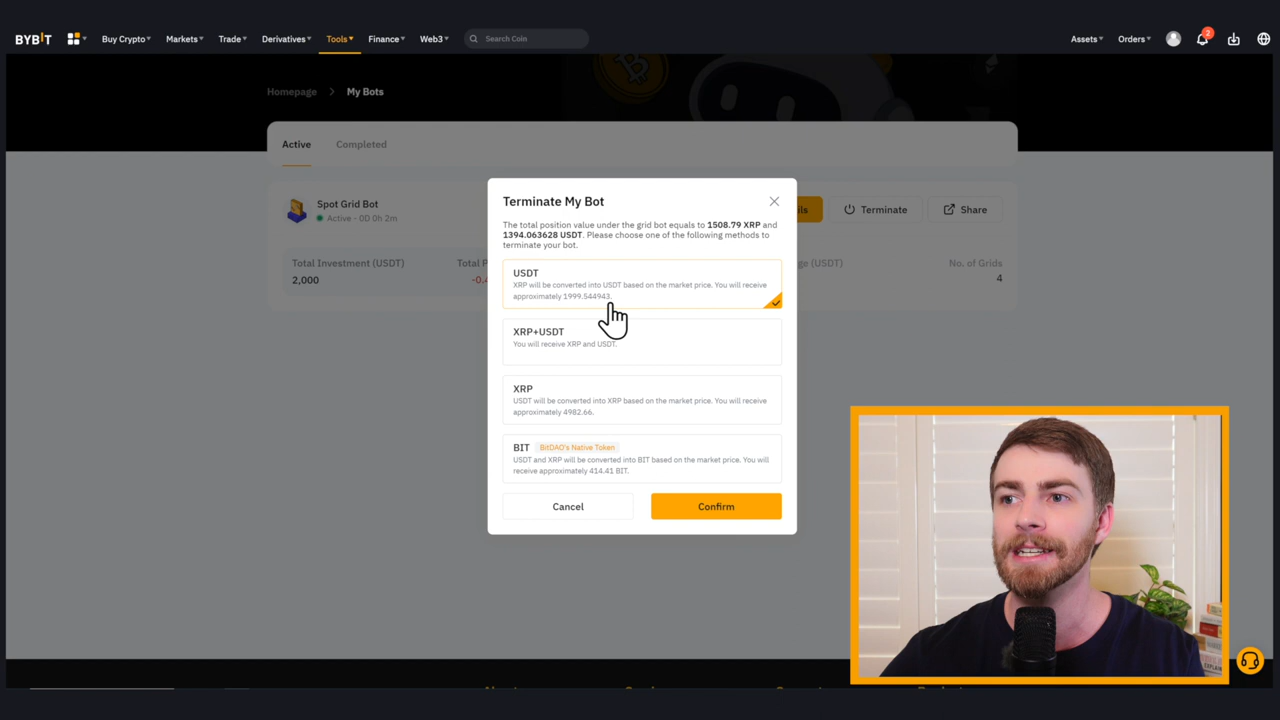 BYBIT
Buy Crypto
Markets
Trade
Derivatives
Tools
Finance
Web3
Search Coin
Assets
Orders
2
Homepage > My Bots
Active
Completed
Spot Grid Bot
Active - 0D 0h 2m
Terminate
Share
Total Investment (USDT)
2,000
Total P
-0.4
ge (USDT)
No. of Grids
4
Terminate My Bot
The total position value under the grid bot equals to 1508.79 XRP and
1394.063628 USDT. Please choose one of the following methods to
terminate your bot.
USDT
XRP will be converted into USDT based on the market price. You will receive
approximately 1999.544943.
XRP+USDT
You will receive XRP and USDT.
XRP
USDT will be converted into XRP based on the market price. You will receive
approximately 4982.66.
BIT BitDAO's Native Token
USDT and XRP will be converted into BIT based on the market price. You will
receive approximately 414.41 BIT.
Cancel
Confirm